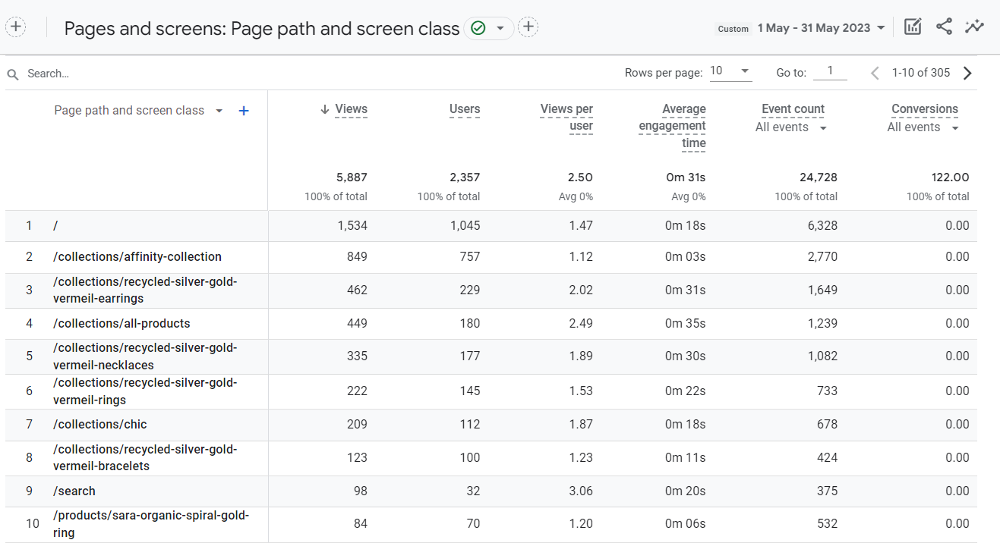 Pages and screens: Page path and screen class
Custom 1 May - 31 May 2023
Search...
Rows per page: 10 Go to: 1 1-10 of 305
Page path and screen class
Views Users Views per user Average engagement time Event count All events Conversions All events
5,887 2,357 2.50 0m 31s 24,728 122.00
100% of total 100% of total Avg 0% Avg 0% 100% of total 100% of total
1 / 1,534 1,045 1.47 0m 18s 6,328 0.00
2 /collections/affinity-collection 849 757 1.12 0m 03s 2,770 0.00
3 /collections/recycled-silver-gold-
vermeil-earrings 462 229 2.02 0m 31s 1,649 0.00
4 /collections/all-products 449 180 2.49 0m 35s 1,239 0.00
5 /collections/recycled-silver-gold-
vermeil-necklaces 335 177 1.89 0m 30s 1,082 0.00
6 /collections/recycled-silver-gold-
vermeil-rings 222 145 1.53 0m 22s 733 0.00
7 /collections/chic 209 112 1.87 0m 18s 678 0.00
8 /collections/recycled-silver-gold-
vermeil-bracelets 123 100 1.23 0m 11s 424 0.00
9 /search 98 32 3.06 0m 20s 375 0.00
10 /products/sara-organic-spiral-gold-
ring 84 70 1.20 0m 06s 532 0.00